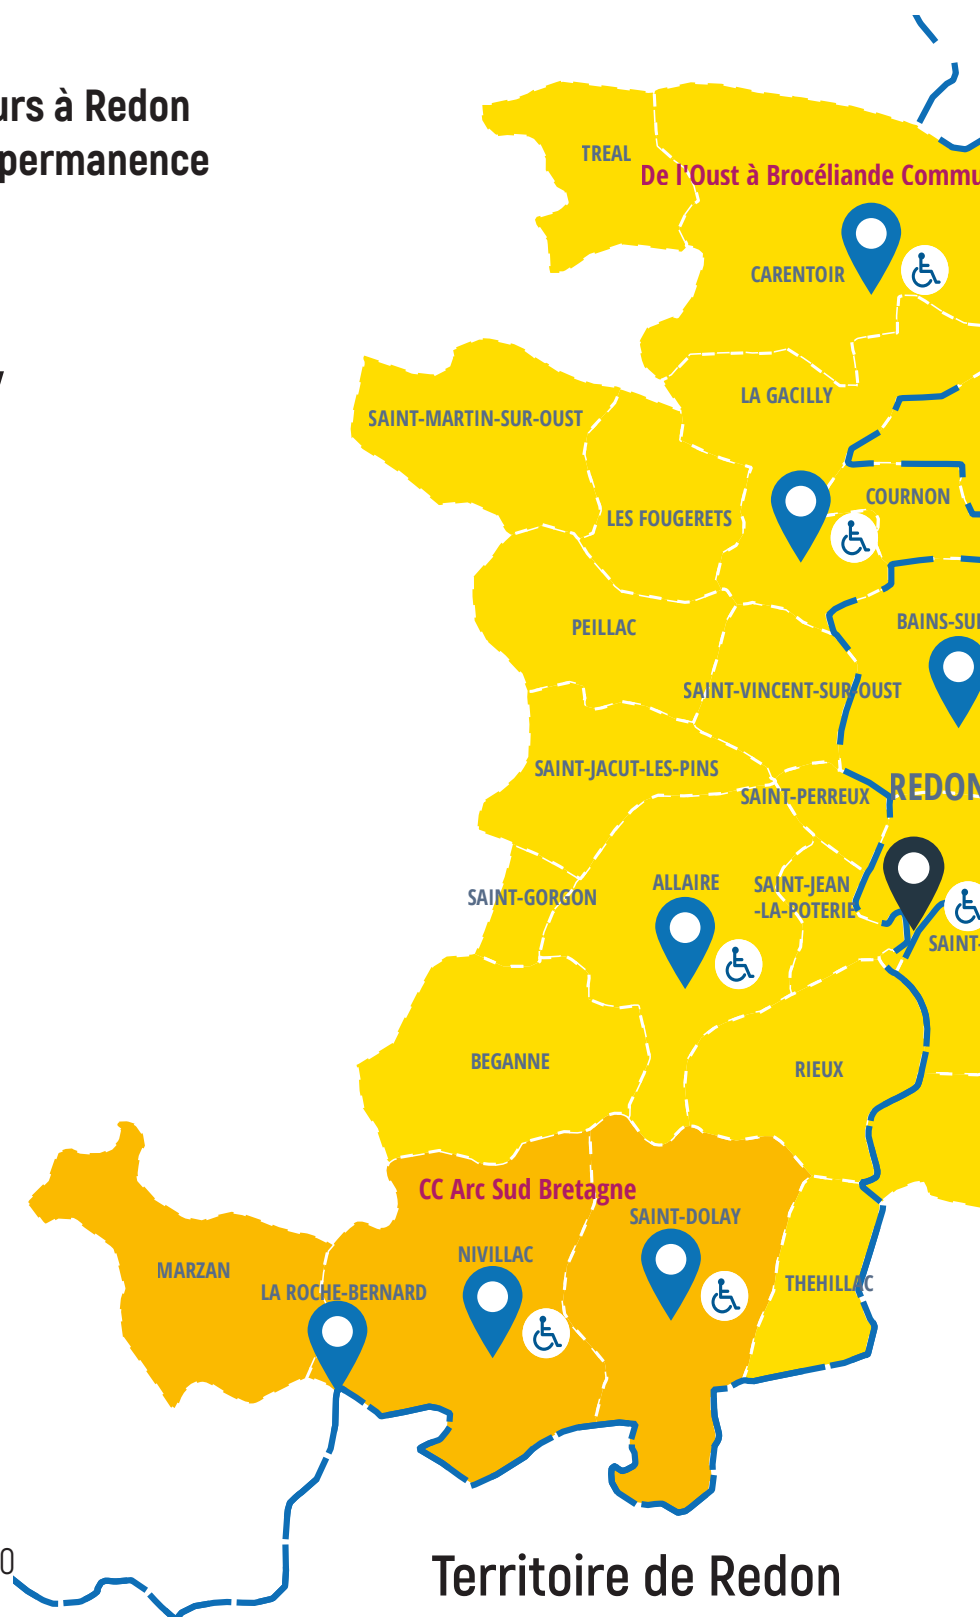 urs à Redon
permanence
TREAL
De l'Oust à Brocéliande Commu
CARENTOIR
LA GACILLY
SAINT-MARTIN-SUR-OUST
COURNON
LES FOUGERETS
BAINS-SU
PEILLAC
SAINT-VINCENT-SUR-OUST
SAINT-JACUT-LES-PINS
REDON
SAINT-PERREUX
ALLAIRE
SAINT-JEAN
-LA-POTERIE
SAINT-GORGON
SAINT-
BEGANNE
RIEUX
CC Arc Sud Bretagne
SAINT-DOLAY
NIVILLAC
MARZAN
THEHILLAC
LA ROCHE-BERNARD
0
Territoire de Redon